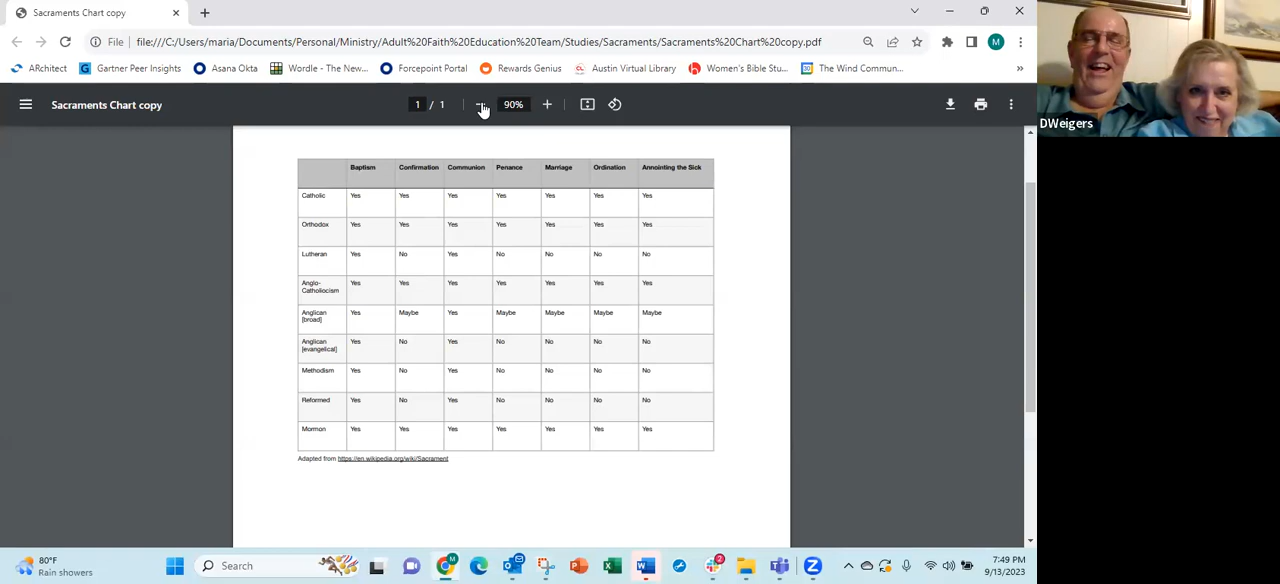 Sacraments Chart copy
File file:///C:/Users/maria/Documents/Personal/Ministry/Adult%20Faith%20Education%20Team/Studies/Sacraments/Sacraments%20Chart%20copy.pdf M
ARchitect Gartner Peer Insights Asana Okta Wordle - The New... Forcepoint Portal Rewards Genius Austin Virtual Library Women's Bible Stu... The Wind Commun... »
Sacraments Chart copy 1 / 1 90%
DWeigers
Baptism Confirmation Communion Penance Marriage Ordination Annointing the Sick
Catholic Yes Yes Yes Yes Yes Yes Yes
Orthodox Yes Yes Yes Yes Yes Yes Yes
Lutheran Yes No Yes No No No No
Anglo-
Catholiocism Yes Yes Yes Yes Yes Yes Yes
Anglican
[broad] Yes Maybe Yes Maybe Maybe Maybe Maybe
Anglican
[evangelical] Yes No Yes No No No No
Methodism Yes No Yes No No No No
Reformed Yes No Yes No No No No
Mormon Yes Yes Yes Yes Yes Yes Yes
Adapted from https://en.wikipedia.org/wiki/Sacrament
80°F
Rain showers
Search
7:49 PM
9/13/2023